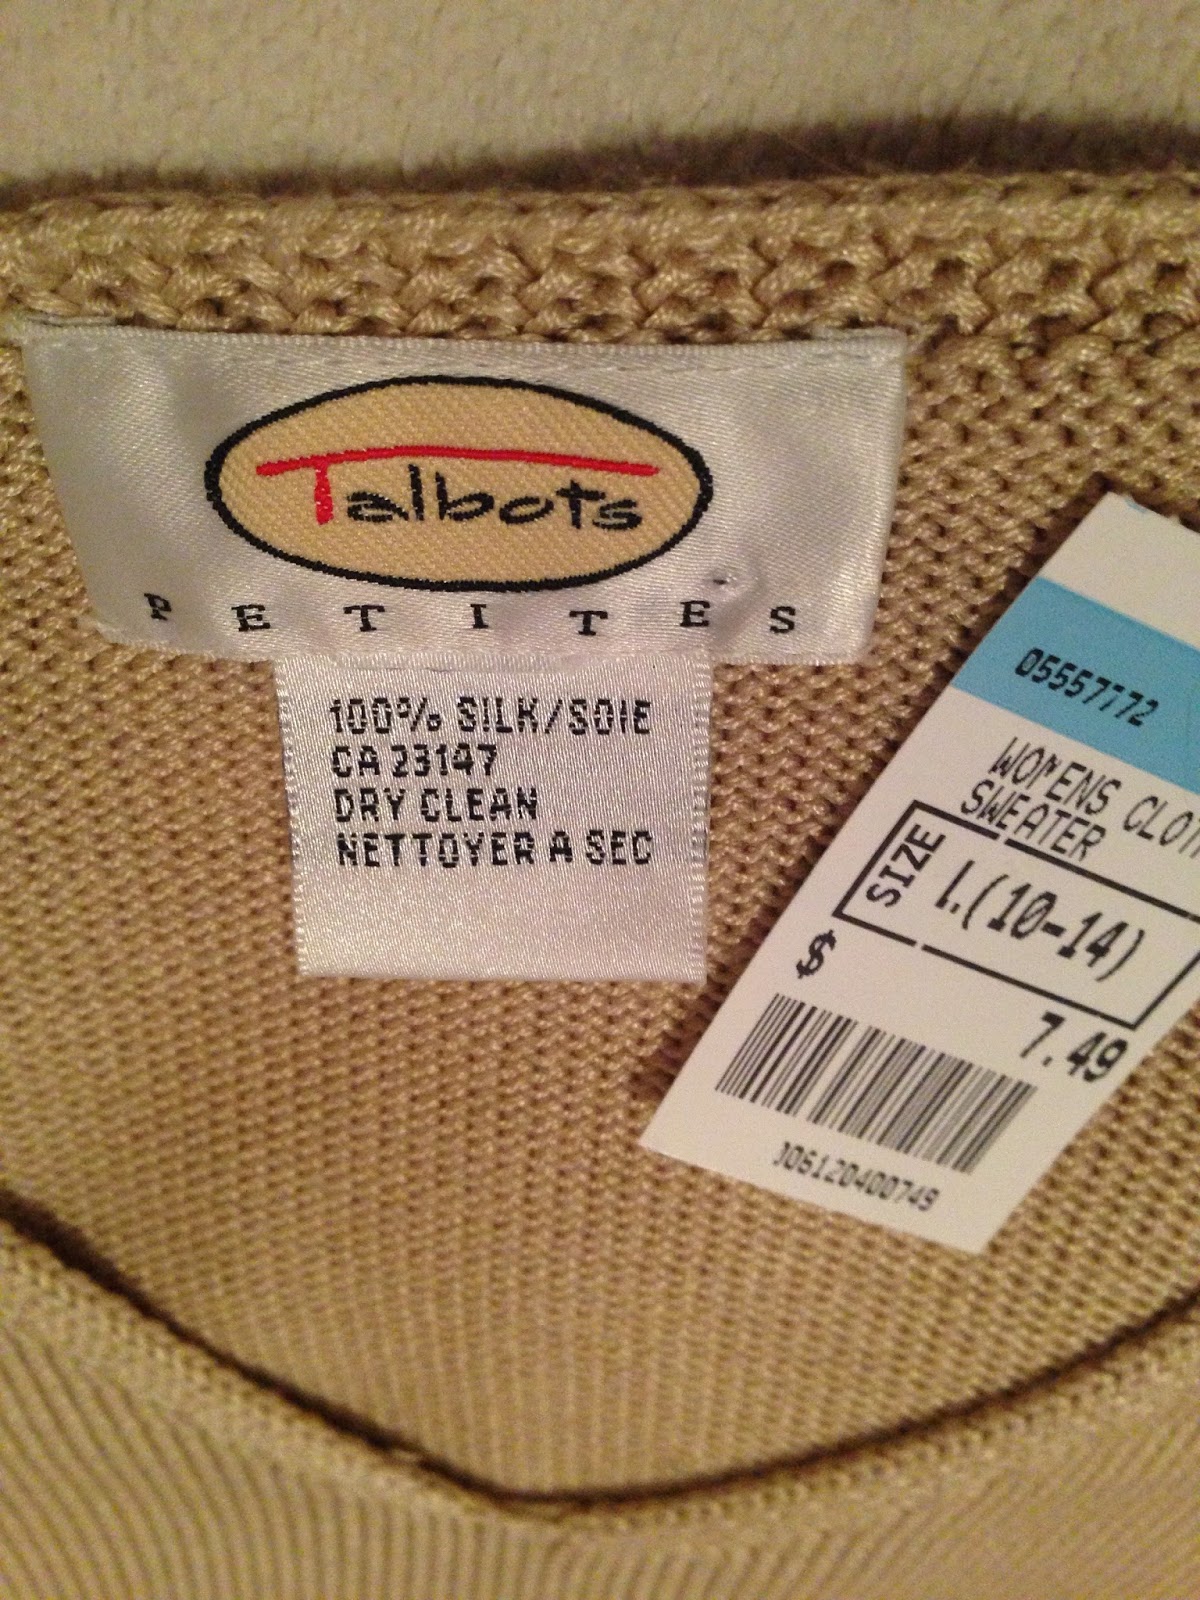 Talbots
PETITES
100% SILK/SOIE
CA 23147
DRY CLEAN
NETTOYER A SEC
05557772
WOMENS CLOT
SWEATER
SIZE L(10-14)
$ 7.49
006120400749